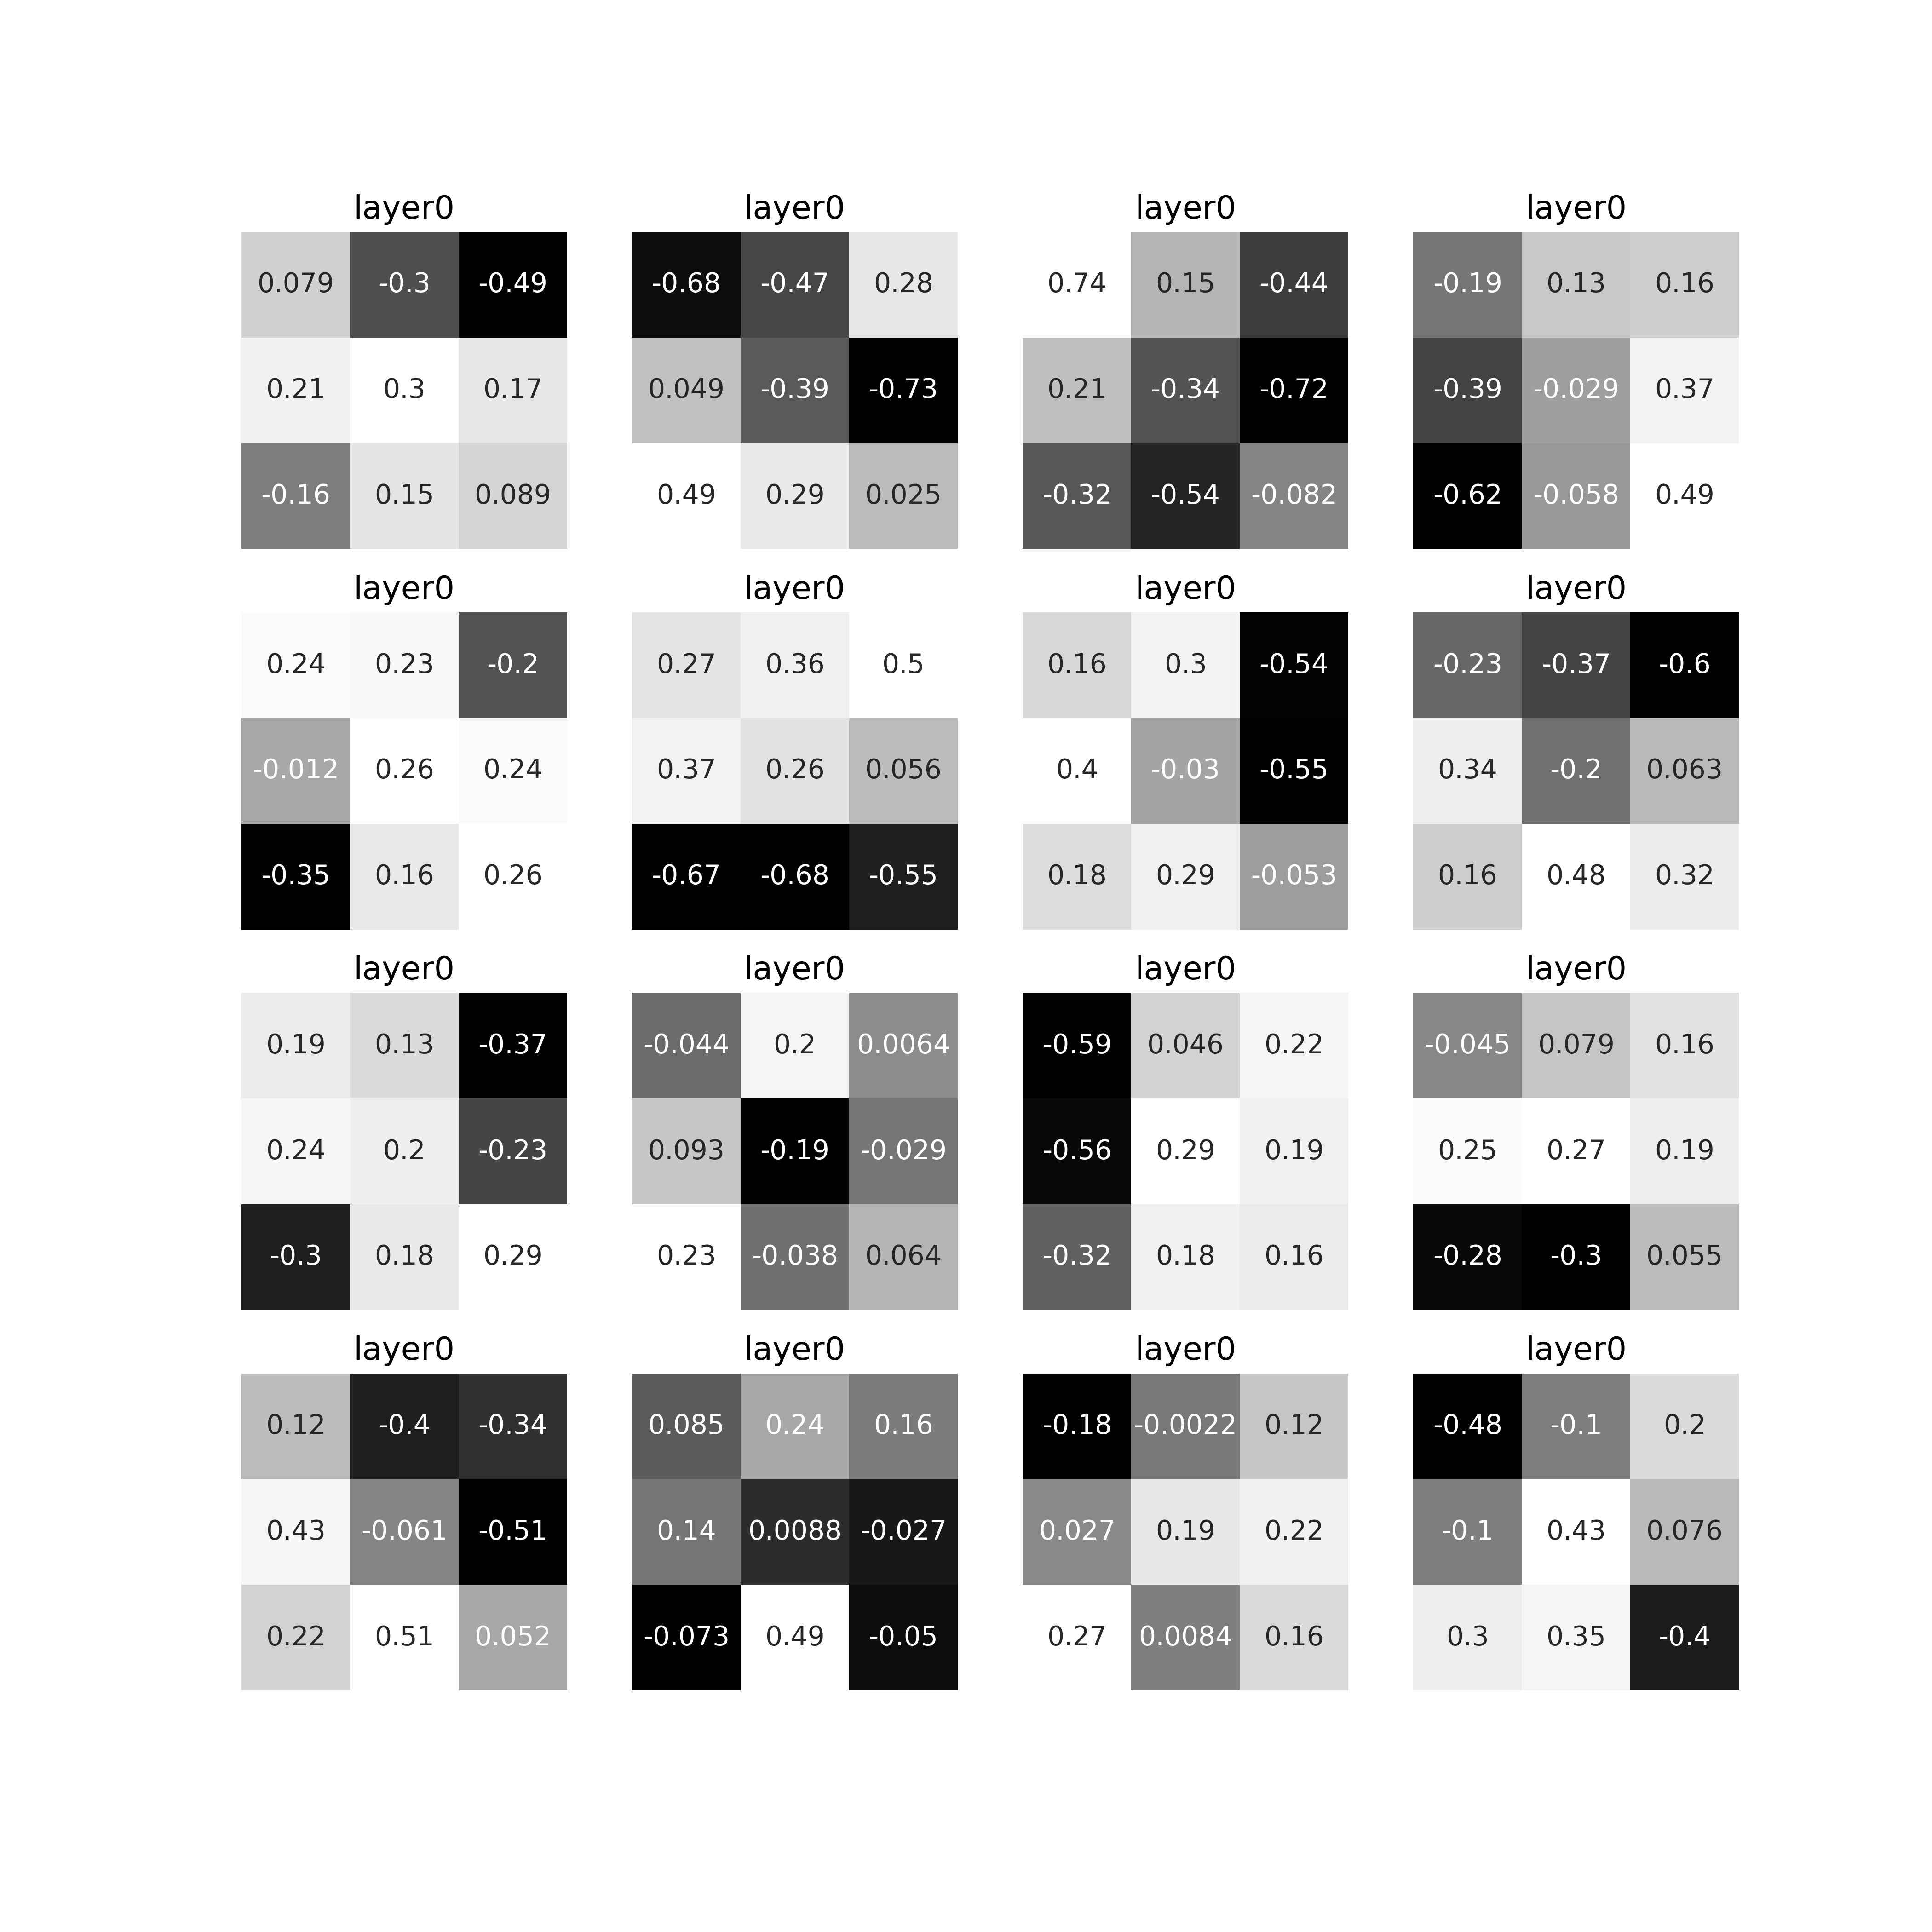 layer0 layer0 layer0 layer0
0.079 -0.3 -0.49 -0.68 -0.47 0.28 0.74 0.15 -0.44 -0.19 0.13 0.16
0.21 0.3 0.17 0.049 -0.39 -0.73 0.21 -0.34 -0.72 -0.39 -0.029 0.37
-0.16 0.15 0.089 0.49 0.29 0.025 -0.32 -0.54 -0.082 -0.62 -0.058 0.49
layer0 layer0 layer0 layer0
0.24 0.23 -0.2 0.27 0.36 0.5 0.16 0.3 -0.54 -0.23 -0.37 -0.6
-0.012 0.26 0.24 0.37 0.26 0.056 0.4 -0.03 -0.55 0.34 -0.2 0.063
-0.35 0.16 0.26 -0.67 -0.68 -0.55 0.18 0.29 -0.053 0.16 0.48 0.32
layer0 layer0 layer0 layer0
0.19 0.13 -0.37 -0.044 0.2 0.0064 -0.59 0.046 0.22 -0.045 0.079 0.16
0.24 0.2 -0.23 0.093 -0.19 -0.029 -0.56 0.29 0.19 0.25 0.27 0.19
-0.3 0.18 0.29 0.23 -0.038 0.064 -0.32 0.18 0.16 -0.28 -0.3 0.055
layer0 layer0 layer0 layer0
0.12 -0.4 -0.34 0.085 0.24 0.16 -0.18 -0.0022 0.12 -0.48 -0.1 0.2
0.43 -0.061 -0.51 0.14 0.0088 -0.027 0.027 0.19 0.22 -0.1 0.43 0.076
0.22 0.51 0.052 -0.073 0.49 -0.05 0.27 0.0084 0.16 0.3 0.35 -0.4